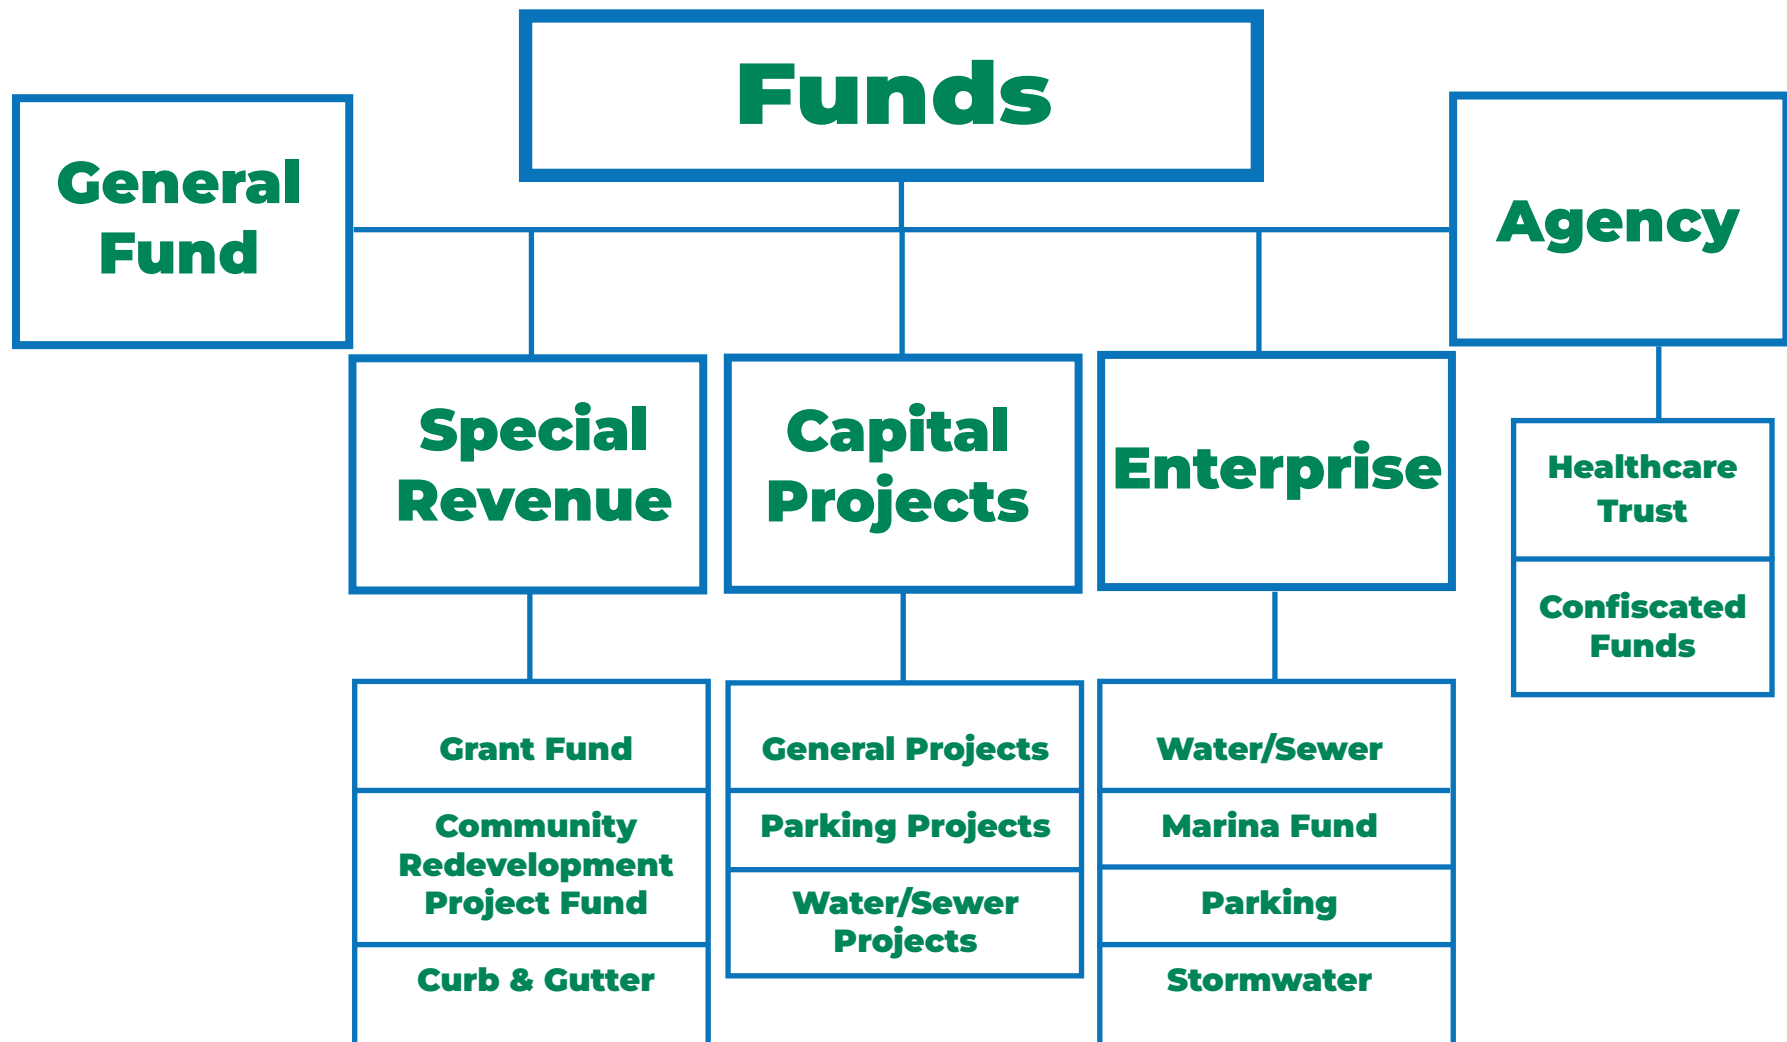 Funds
General
Fund
Agency
Special
Revenue
Capital
Projects
Enterprise
Healthcare
Trust
Confiscated
Funds
Grant Fund
Community
Redevelopment
Project Fund
Curb & Gutter
General Projects
Parking Projects
Water/Sewer
Projects
Water/Sewer
Marina Fund
Parking
Stormwater